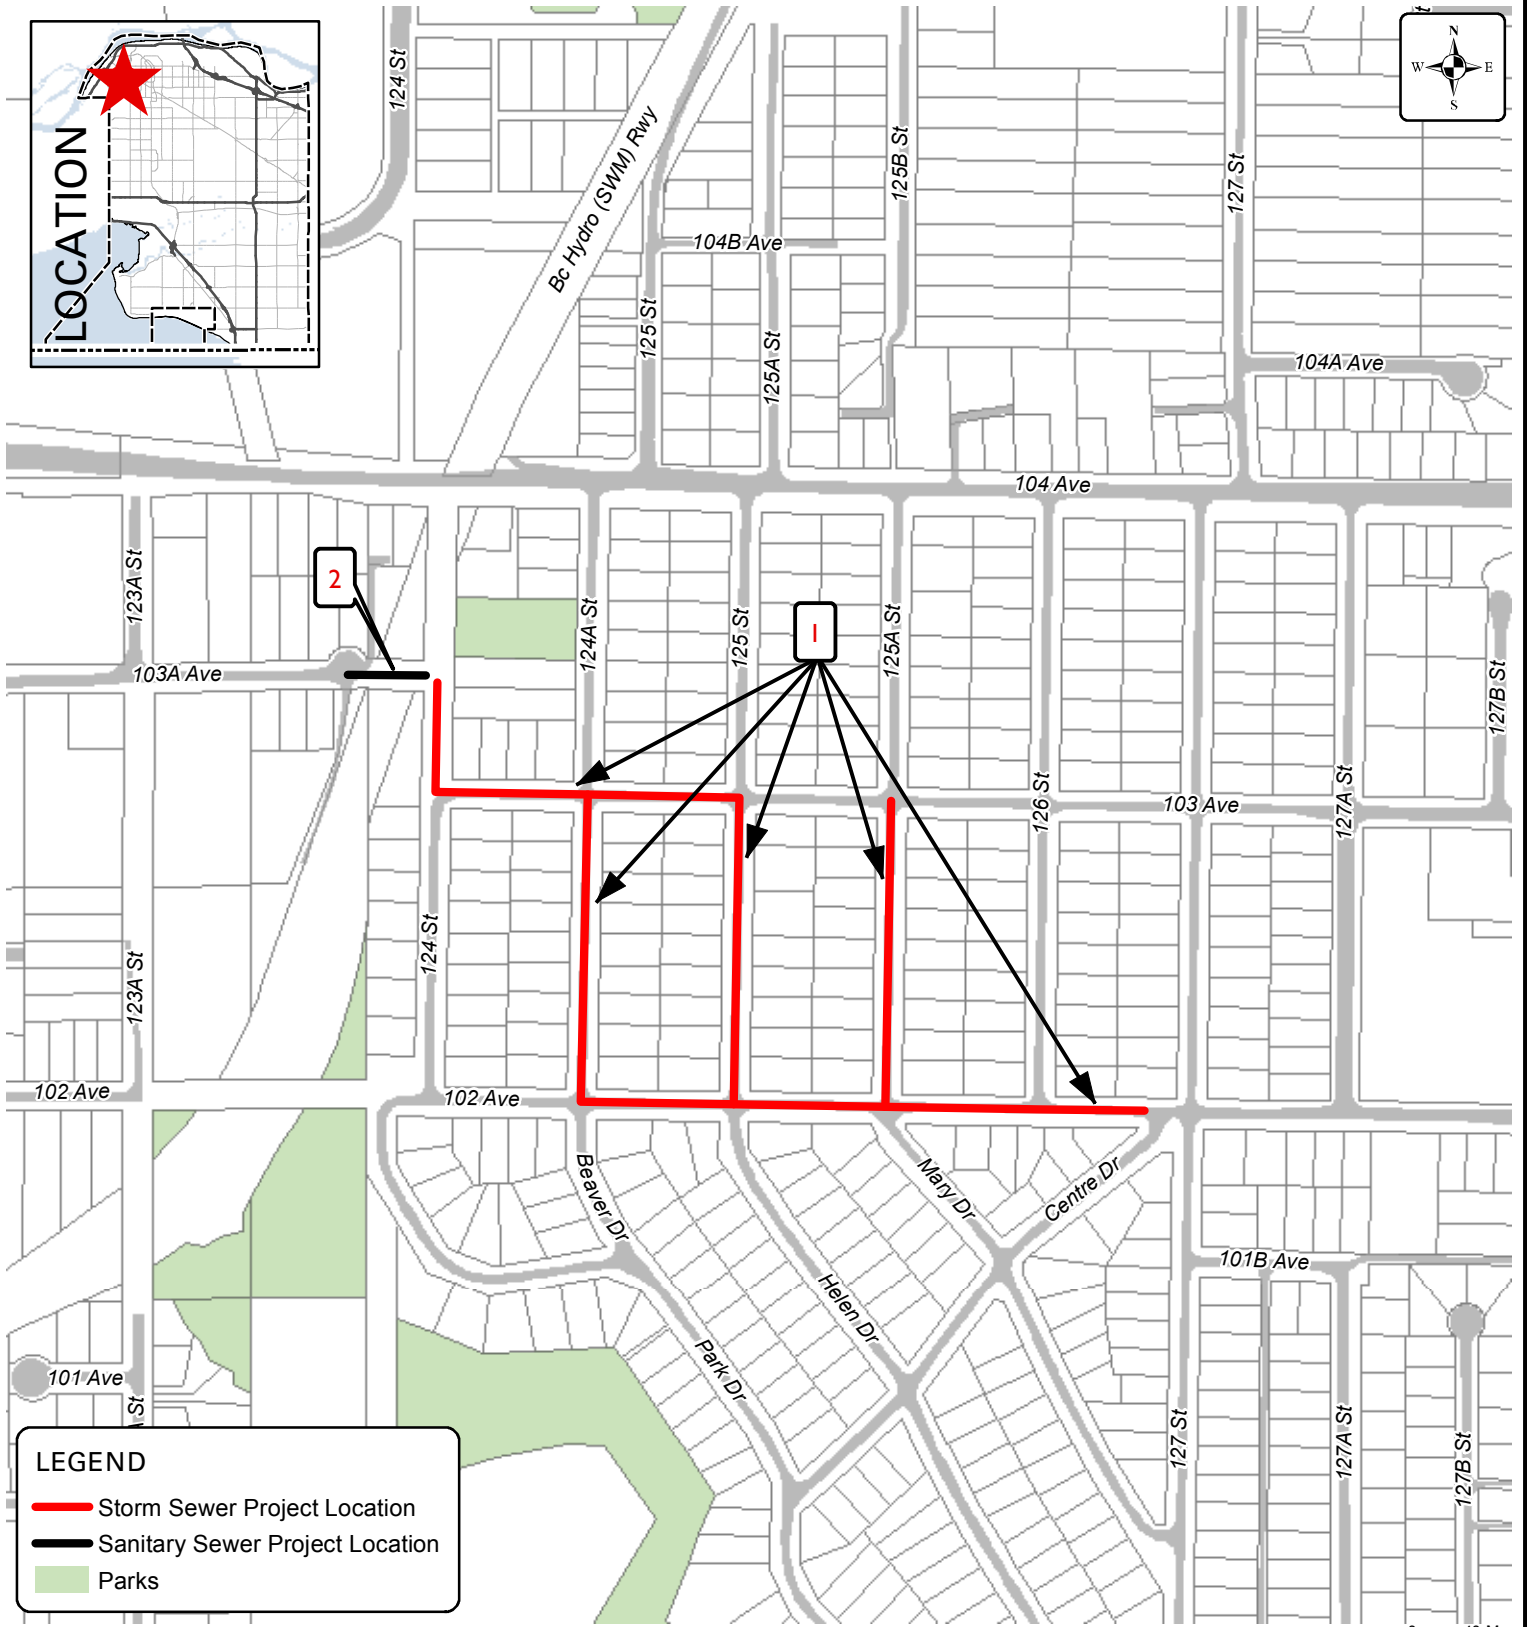 LOCATION
N
W E
S
124 St
Bc Hydro (SWM) Rwy
125B St
127 St
104B Ave
125 St
125A St
104A Ave
104 Ave
123A St
2
103A Ave
124A St
125 St
1
125A St
127B St
126 St
103 Ave
127A St
124 St
123A St
102 Ave
102 Ave
Beaver Dr
Mary Dr
Centre Dr
101B Ave
Helen Dr
Park Dr
101 Ave
St
127 St
127A St
127B St
LEGEND
Storm Sewer Project Location
Sanitary Sewer Project Location
Parks